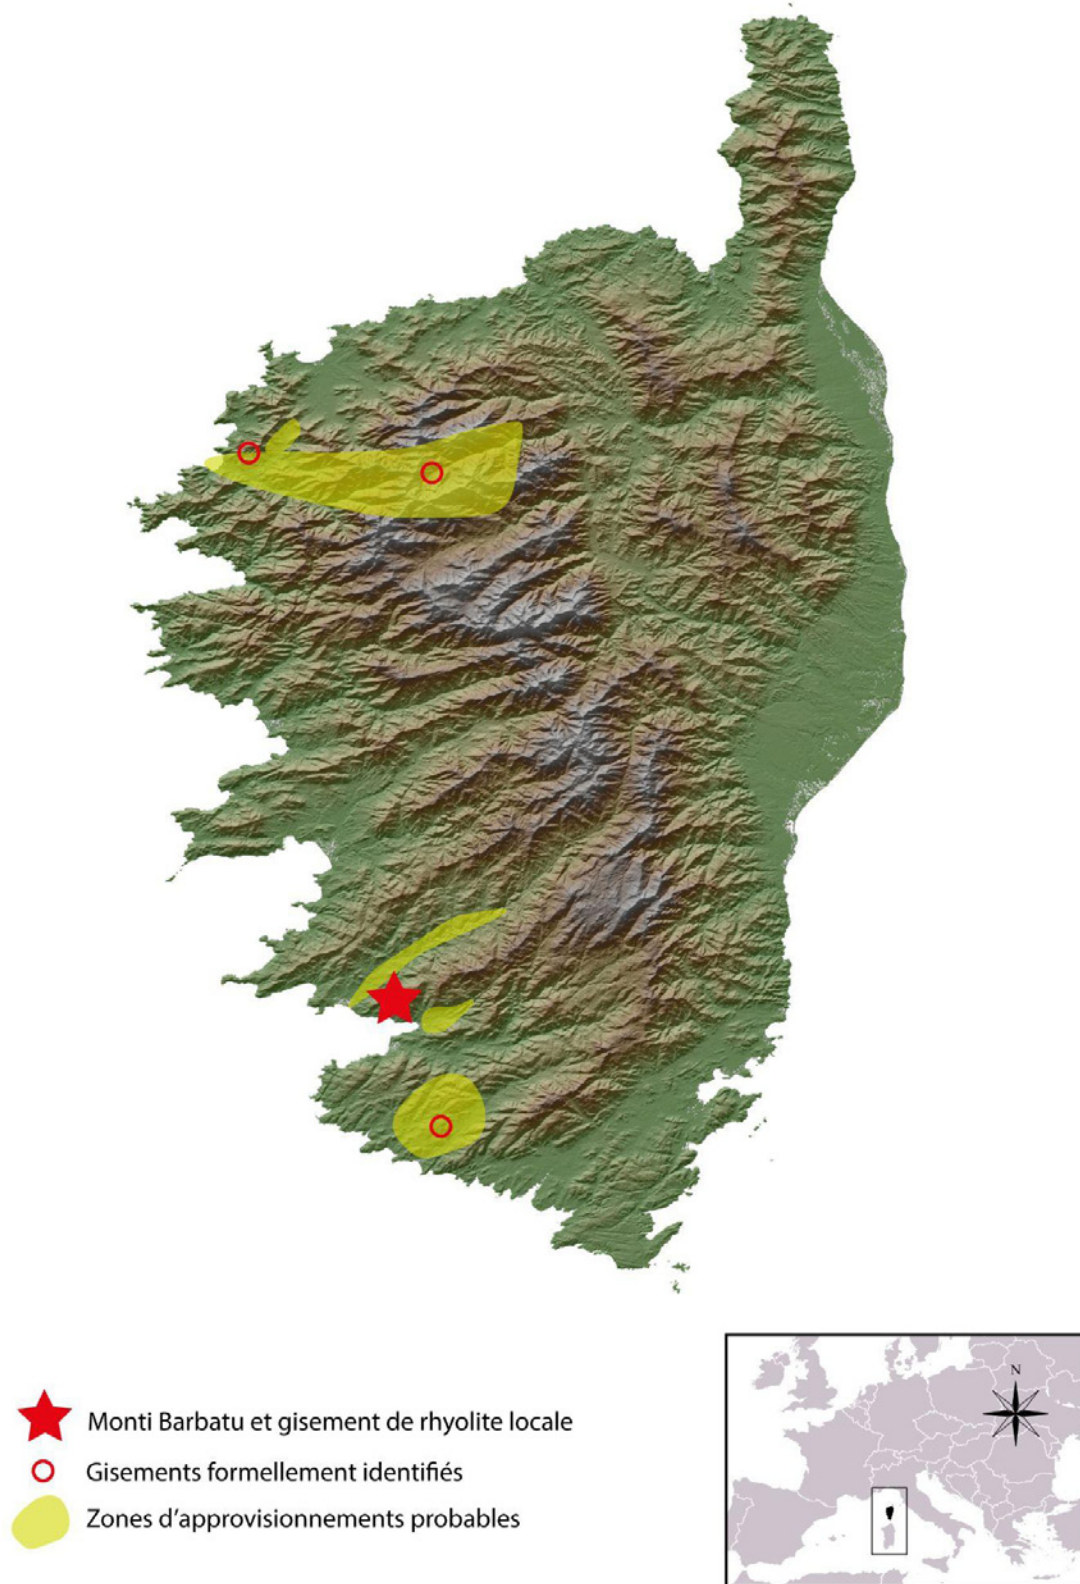 Monti Barbatu et gisement de rhyolite locale
Gisements formellement identifiés
Zones d'approvisionnements probables
N